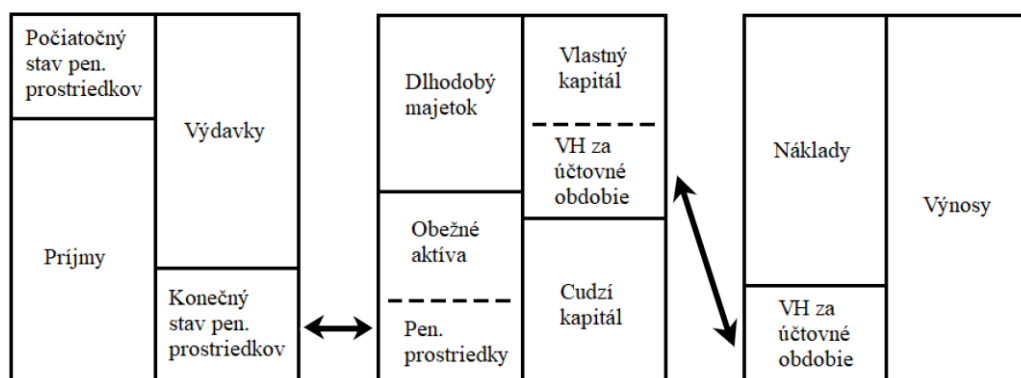 Počiatočný
stav pen.
prostriedkov
Príjmy
Výdavky
Konečný
stav pen.
prostriedkov
Dlhodobý
majetok
Obežné
aktíva
Pen.
prostriedky
Vlastný
kapitál
VH za
účtovné
obdobie
Cudzí
kapitál
Náklady
VH za
účtovné
obdobie
Výnosy